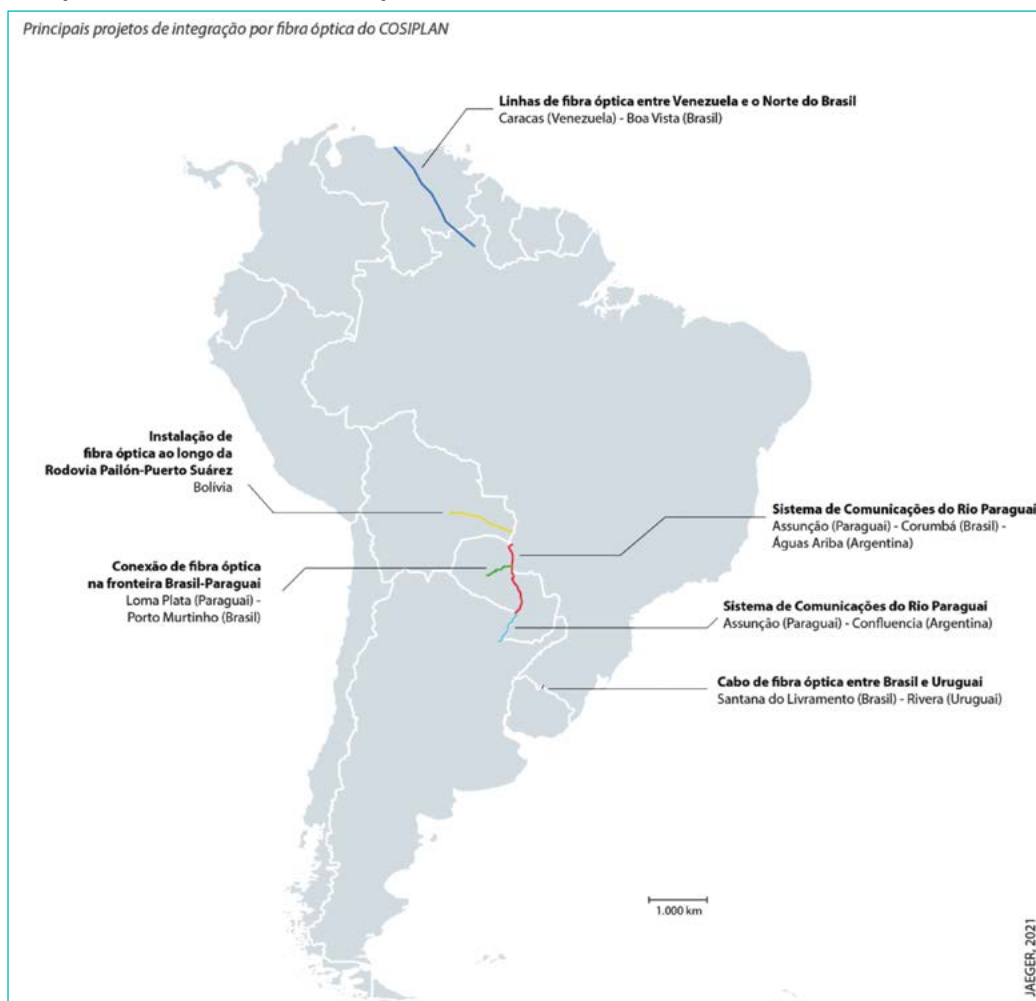 Principais projetos de integração por fibra óptica do COSIPLAN
Linhas de fibra óptica entre Venezuela e o Norte do Brasil
Caracas (Venezuela) - Boa Vista (Brasil)
Instalação de
fibra óptica ao longo da
Rodovia Pailón-Puerto Suárez
Bolívia
Sistema de Comunicações do Rio Paraguai
Assunção (Paraguai) - Corumbá (Brasil) -
Águas Ariba (Argentina)
Conexão de fibra óptica
na fronteira Brasil-Paraguai
Loma Plata (Paraguai) -
Porto Murtinho (Brasil)
Sistema de Comunicações do Rio Paraguai
Assunção (Paraguai) - Confluencia (Argentina)
Cabo de fibra óptica entre Brasil e Uruguai
Santana do Livramento (Brasil) - Rivera (Uruguai)
1.000 km
JAEGER, 2021